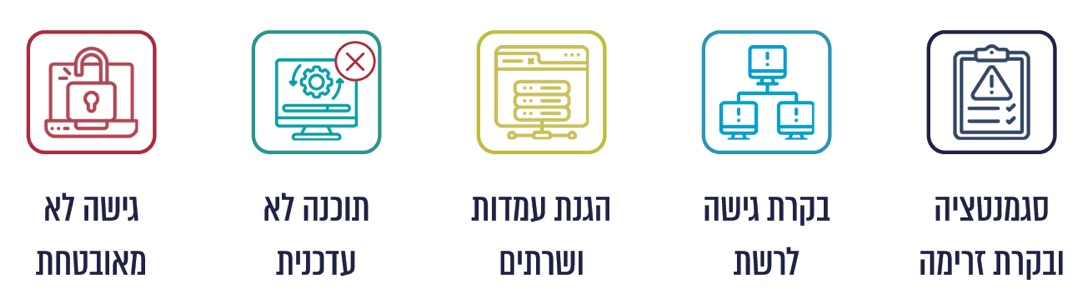 סגמנטציה
ובקרת זרימה
בקרת גישה
לרשת
הגנת עמדות
ושרתים
תוכנה לא
עדכנית
גישה לא
מאובטחת